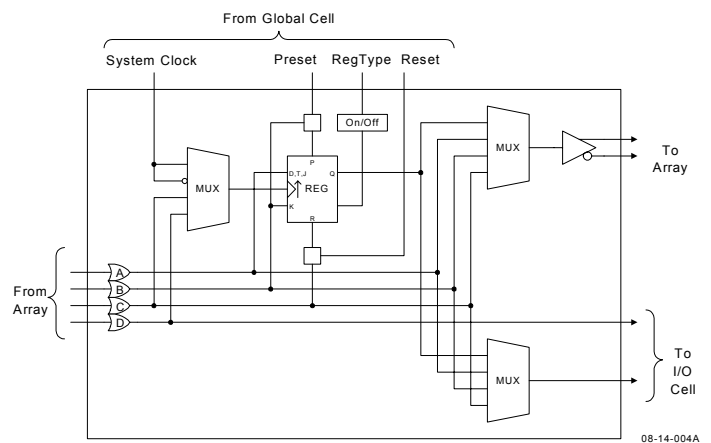 From Global Cell
System Clock
Preset
RegType
Reset
On/Off
MUX
P
D,T,J
Q
REG
K
R
MUX
To
Array
From
Array
A
B
C
D
MUX
To
I/O
Cell
08-14-004A